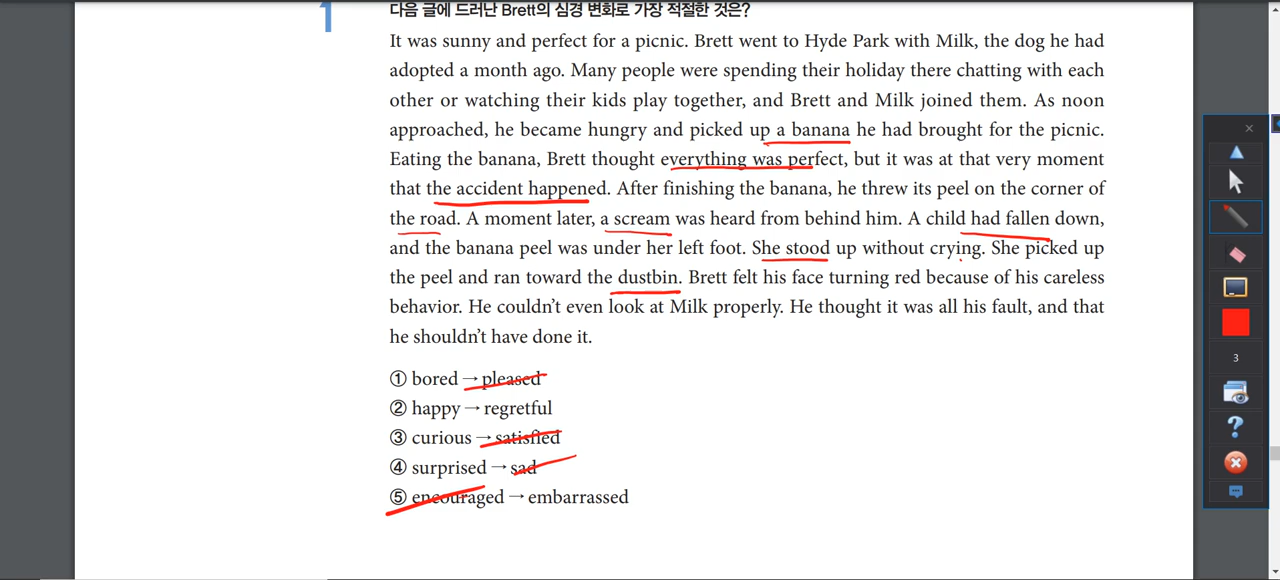 1
다음 글에 드러난 Brett의 심경 변화로 가장 적절한 것은?
It was sunny and perfect for a picnic. Brett went to Hyde Park with Milk, the dog he had
adopted a month ago. Many people were spending their holiday there chatting with each
other or watching their kids play together, and Brett and Milk joined them. As noon
approached, he became hungry and picked up a banana he had brought for the picnic.
Eating the banana, Brett thought everything was perfect, but it was at that very moment
that the accident happened. After finishing the banana, he threw its peel on the corner of
the road. A moment later, a scream was heard from behind him. A child had fallen down,
and the banana peel was under her left foot. She stood up without crying. She picked up
the peel and ran toward the dustbin. Brett felt his face turning red because of his careless
behavior. He couldn't even look at Milk properly. He thought it was all his fault, and that
he shouldn't have done it.
① bored → pleased
② happy → regretful
③ curious → satisfied
④ surprised → sad
⑤ encouraged → embarrassed
3